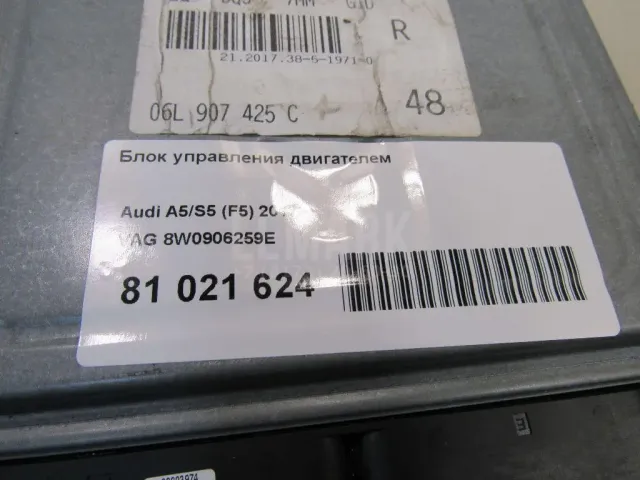 R
21.2017.38-5-1971-0
06L 907 425 C
48
Блок управления двигателем
Audi A5/S5 (F5) 20
VAG 8W0906259E
81 021 624